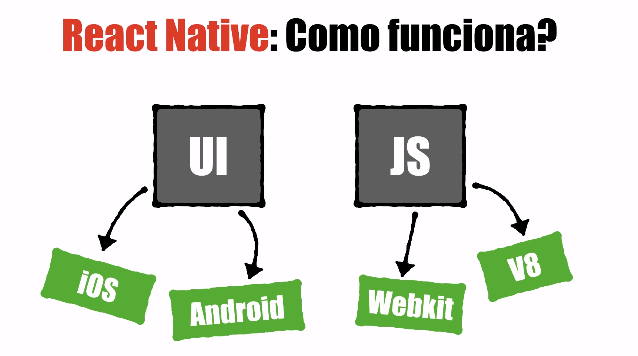 React Native: Como funciona?
UI
JS
iOS
Android
Webkit
V8